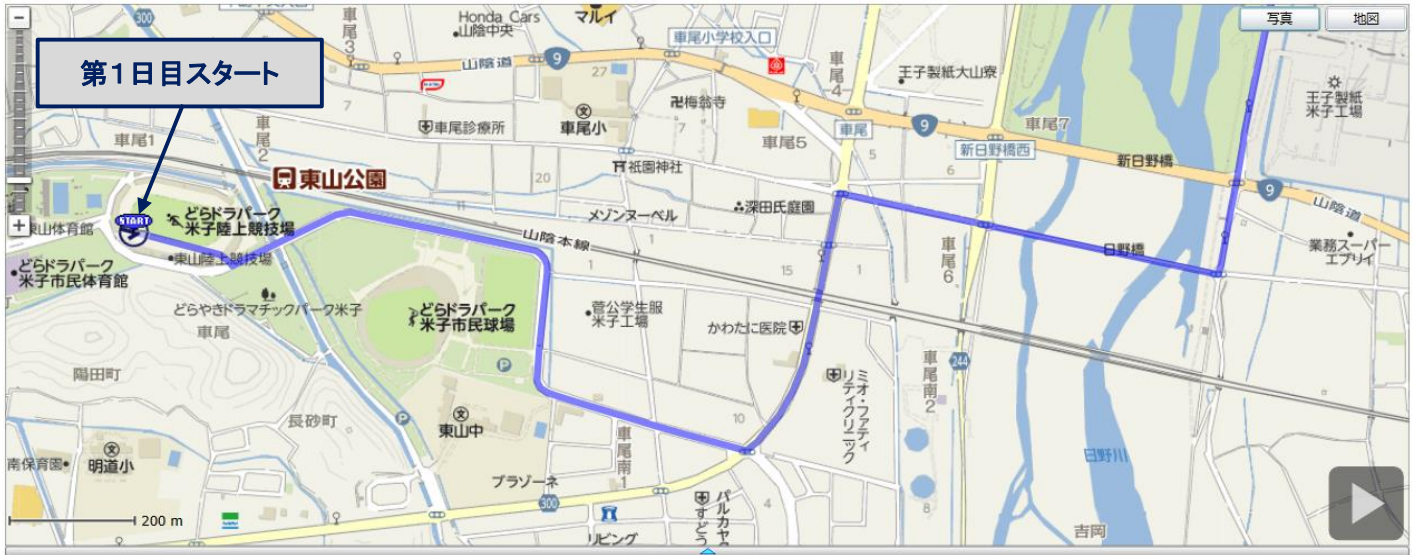 写真
地図
第1日目スタート
300
車尾3
Honda Cars
山陰中央
マルイ
山陰道
9
27
車尾小学校入口
車尾4
王子製紙大山寮
王子製紙
米子工場
7
車尾診療所
車尾小
卍梅翁寺
7
車尾5
車尾
9
車尾7
新日野橋西
新日野橋
9
山陰道
車尾1
車尾2
東山公園
20
祇園神社
5
6
START
東山体育館
どらドラパーク
米子陸上競技場
東山陸上競技場
どらドラパーク
米子市民体育館
11
メゾンヌーベル
深田氏庭園
山陰本線
1
1
15
1
車尾6
日野橋
業務スーパー
エブリイ
どらやきドラマチックパーク米子
車尾
どらドラパーク
米子市民球場
菅公学生服
米子工場
かわたに医院
陽田町
P
ミオ・ファティ
リティクリニック
車尾南2
244
長砂町
P
東山中
10
車尾南1
日野川
南保育園
明道小
プラゾーネ
300
4
8
すどう
パルカヤク
リビング
吉岡
200 m